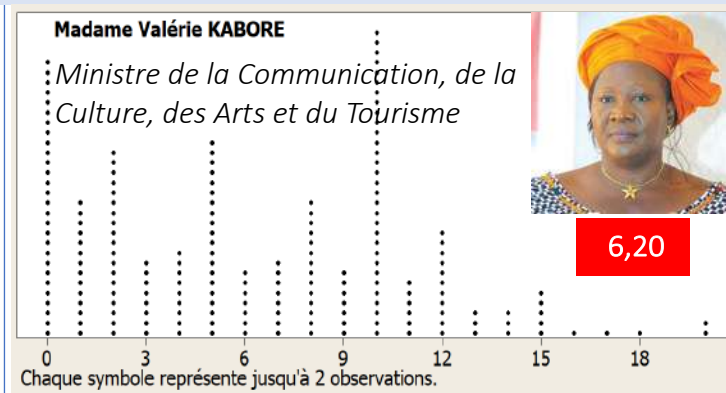 Madame Valérie KABORE
Ministre de la Communication, de la
Culture, des Arts et du Tourisme
6,20
0 3 6 9 12 15 18
Chaque symbole représente jusqu'à 2 observations.